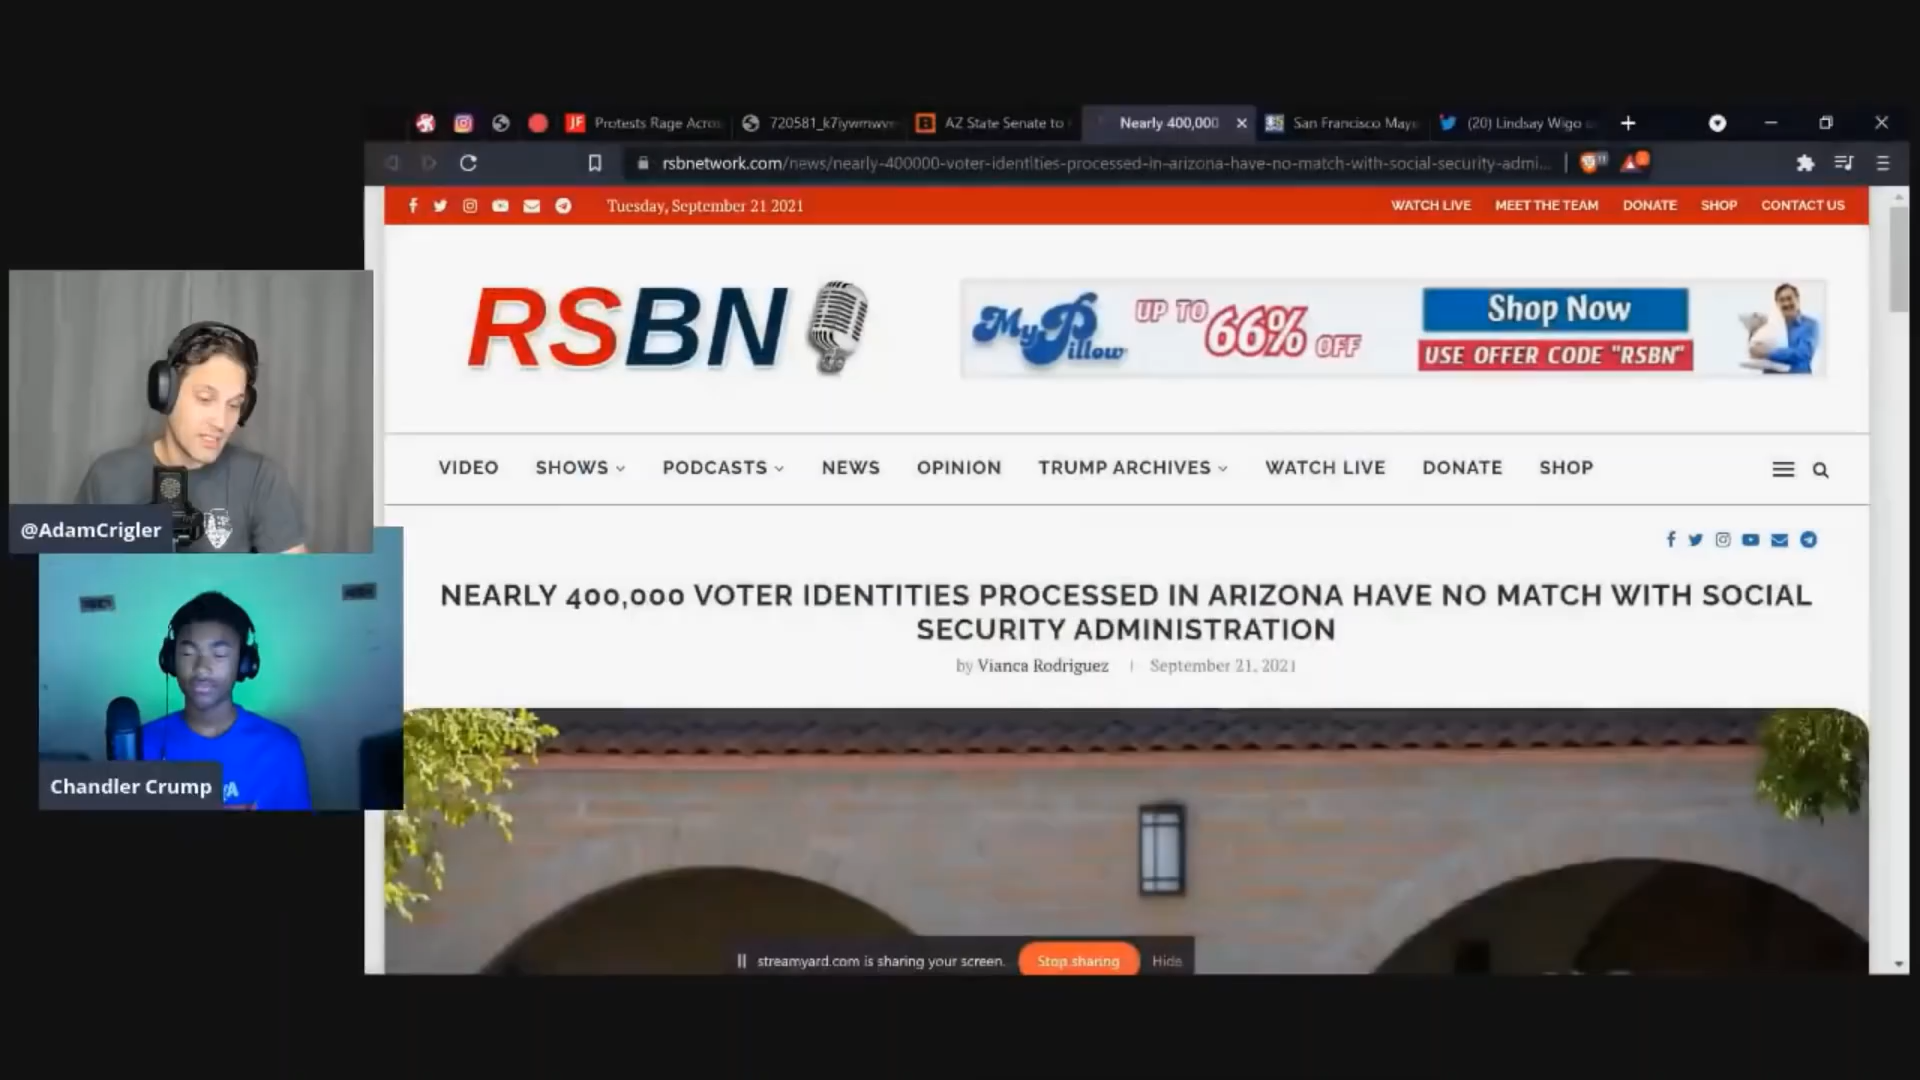 JF Protests Rage Acro
AZ State Senate to
Nearly 400,000
San Francisco Mayo
(20) Lindsay Wigo
rsbnetwork.com/news/nearly-400000-voter-identities-processed-in-arizona-have-no-match-with-social-security-admi...
Tuesday, September 21 2021
WATCH LIVE MEET THE TEAM DONATE SHOP CONTACT US
RSBN
MyPillow UP TO 66% OFF
Shop Now
USE OFFER CODE "RSBN"
VIDEO SHOWS PODCASTS NEWS OPINION TRUMP ARCHIVES WATCH LIVE DONATE SHOP
@AdamCrigler
NEARLY 400,000 VOTER IDENTITIES PROCESSED IN ARIZONA HAVE NO MATCH WITH SOCIAL
SECURITY ADMINISTRATION
by Vianca Rodriguez | September 21, 2021
Chandler Crump
streamyard.com is sharing your screen. Stop sharing Hide